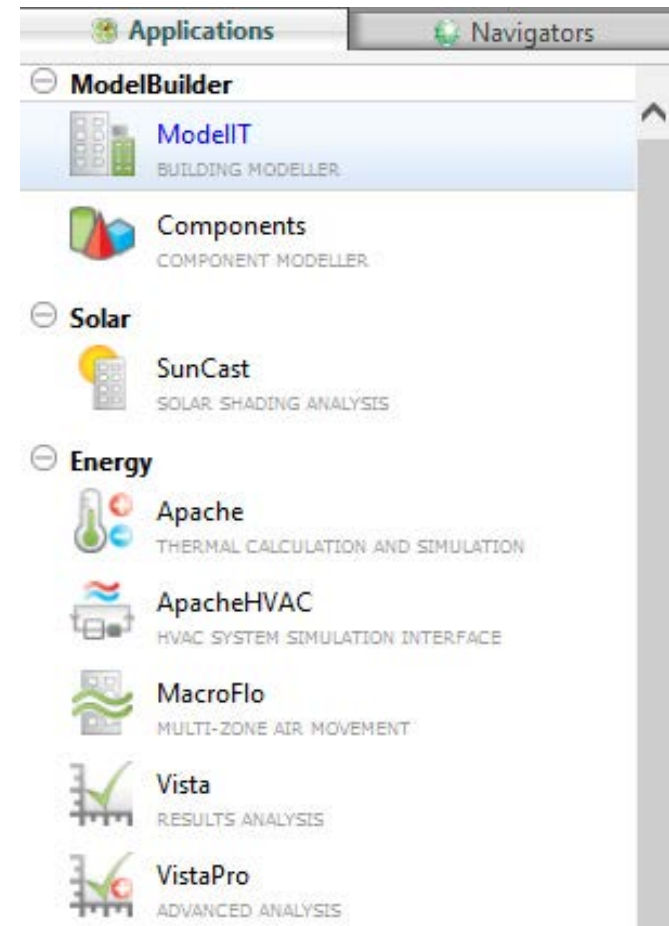 Applications
Navigators
ModelBuilder
ModelIT
BUILDING MODELLER
Components
COMPONENT MODELLER
Solar
SunCast
SOLAR SHADING ANALYSIS
Energy
Apache
THERMAL CALCULATION AND SIMULATION
ApacheHVAC
HVAC SYSTEM SIMULATION INTERFACE
MacroFlo
MULTI-ZONE AIR MOVEMENT
Vista
RESULTS ANALYSIS
VistaPro
ADVANCED ANALYSIS